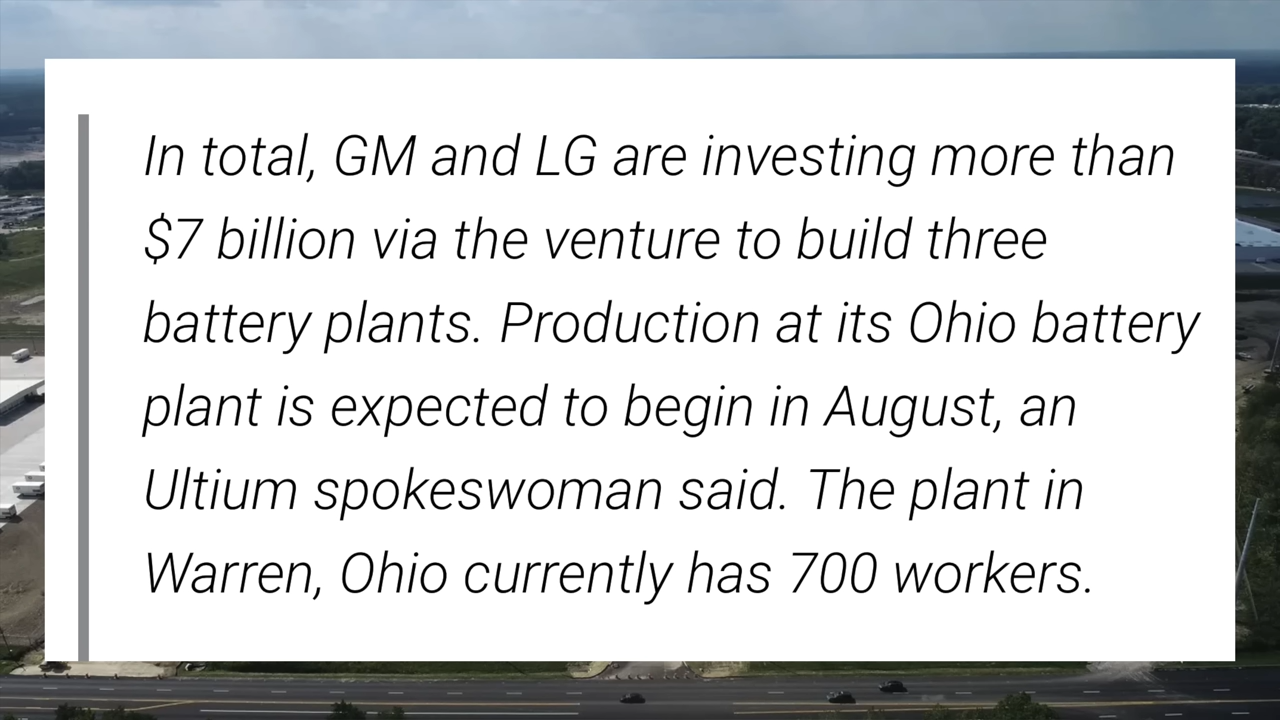 In total, GM and LG are investing more than
$7 billion via the venture to build three
battery plants. Production at its Ohio battery
plant is expected to begin in August, an
Ultium spokeswoman said. The plant in
Warren, Ohio currently has 700 workers.